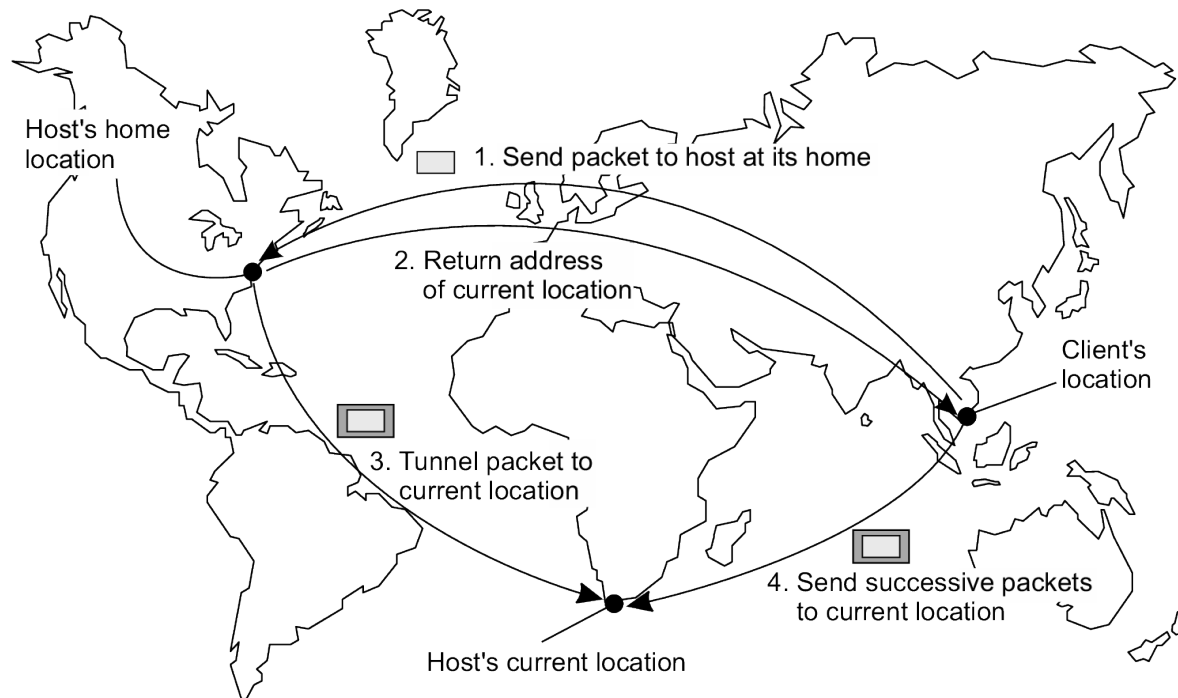 Host's home
location
1. Send packet to host at its home
2. Return address
of current location
Client's
location
3. Tunnel packet to
current location
4. Send successive packets
to current location
Host's current location